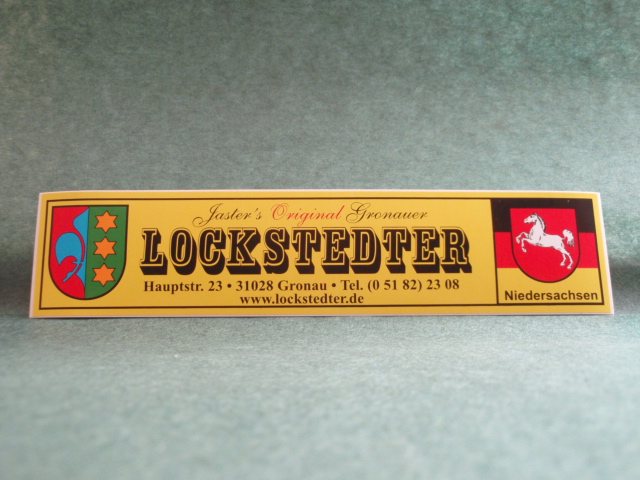 Jaster's Original Gronauer
LOCKSTEDTER
Hauptstr. 23 • 31028 Gronau • Tel. (0 51 82) 23 08
www.lockstedter.de
Niedersachsen